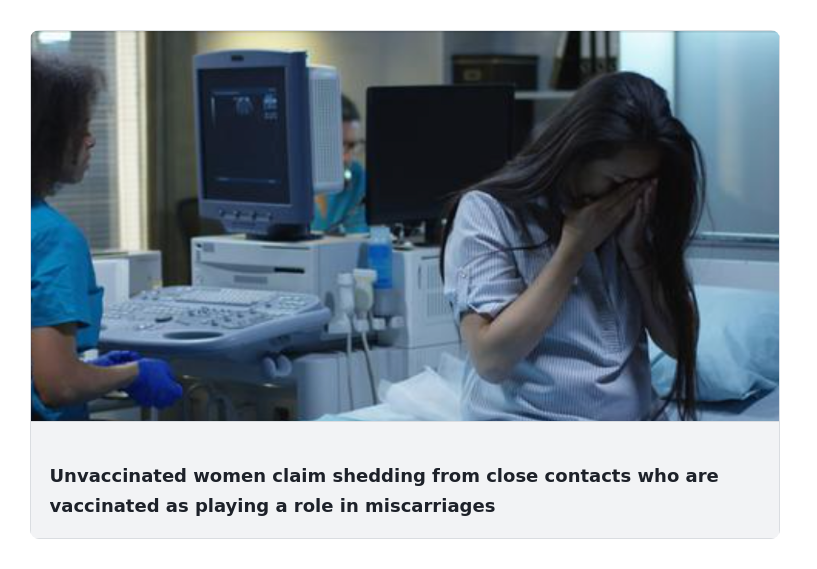 Unvaccinated women claim shedding from close contacts who are
vaccinated as playing a role in miscarriages